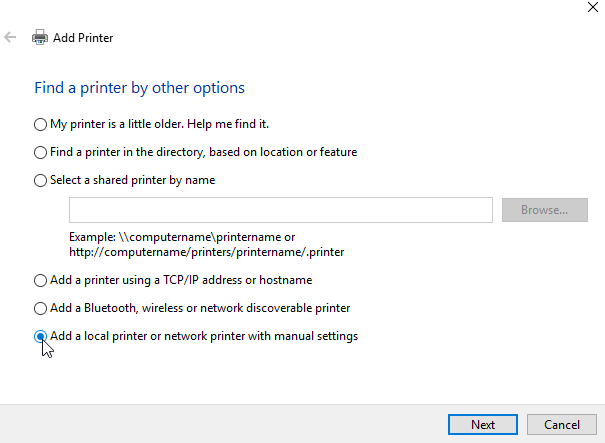 Add Printer
Find a printer by other options
My printer is a little older. Help me find it.
Find a printer in the directory, based on location or feature
Select a shared printer by name
Browse...
Example: \\computername\printername or
http://computername/printers/printername/.printer
Add a printer using a TCP/IP address or hostname
Add a Bluetooth, wireless or network discoverable printer
Add a local printer or network printer with manual settings
Next Cancel